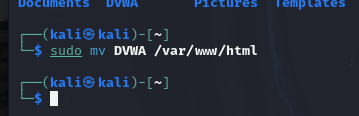 Documents DVWA Pictures Templates
┌──(kali㉿kali)-[~]
└─$ sudo mv DVWA /var/www/html
┌──(kali㉿kali)-[~]
└─$